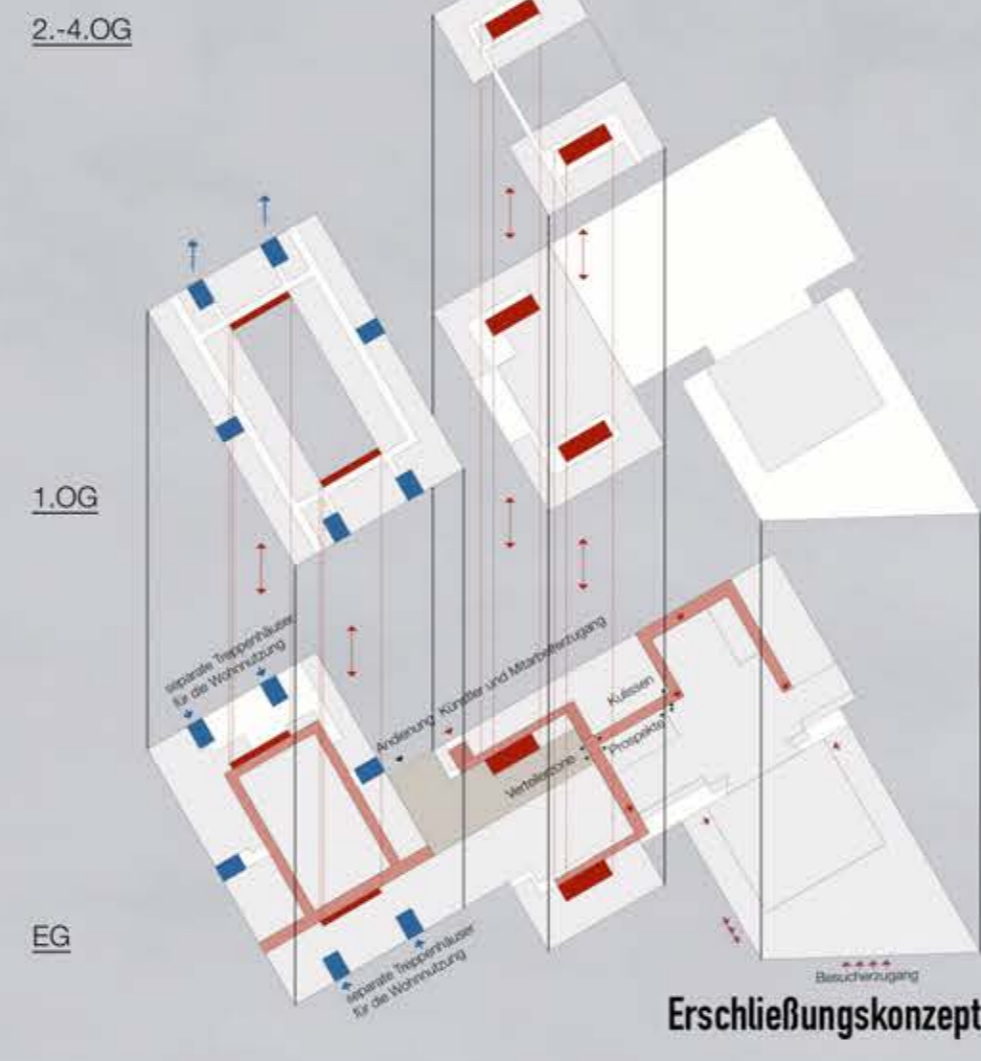 2.-4.OG
1.OG
separate Treppenhäuser
für die Wohnnutzung
Andienung
Künstler und Mitarbeiterzugang
Kulissen
Prospekte
Verteilerzone
EG
separate Treppenhäuser
für die Wohnnutzung
Besucherzugang
Erschließungskonzept